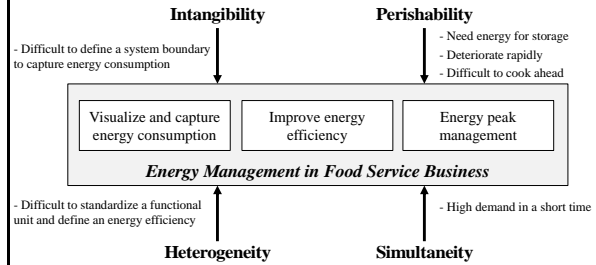 Intangibility
Perishability
- Difficult to define a system boundary
to capture energy consumption
- Need energy for storage
- Deteriorate rapidly
- Difficult to cook ahead
Visualize and capture
energy consumption
Improve energy
efficiency
Energy peak
management
Energy Management in Food Service Business
- Difficult to standardize a functional
unit and define an energy efficiency
- High demand in a short time
Heterogeneity
Simultaneity